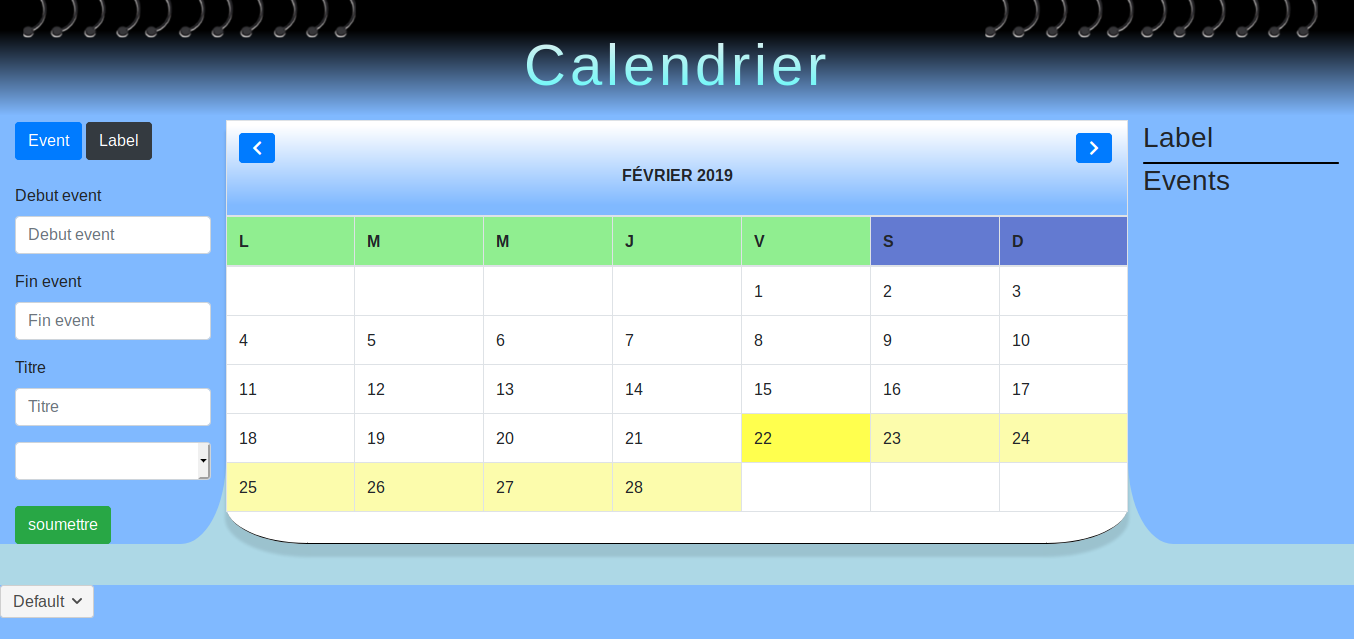 Calendrier
Event Label
Debut event
Debut event
Fin event
Fin event
Titre
Titre
soumettre
FÉVRIER 2019
L M M J V S D
1 2 3
4 5 6 7 8 9 10
11 12 13 14 15 16 17
18 19 20 21 22 23 24
25 26 27 28
Label
Events
Default